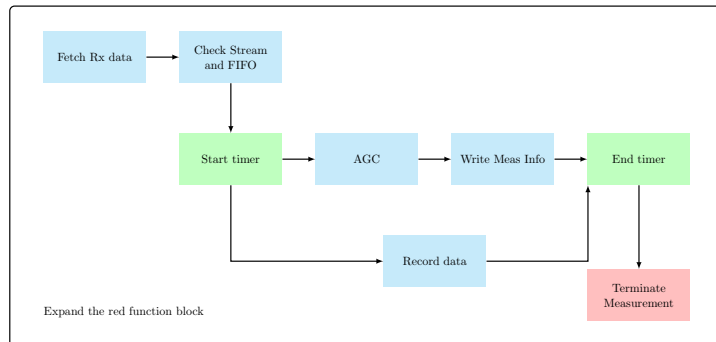 Fetch Rx data
Check Stream
and FIFO
Start timer
AGC
Write Meas Info
End timer
Record data
Terminate
Measurement
Expand the red function block